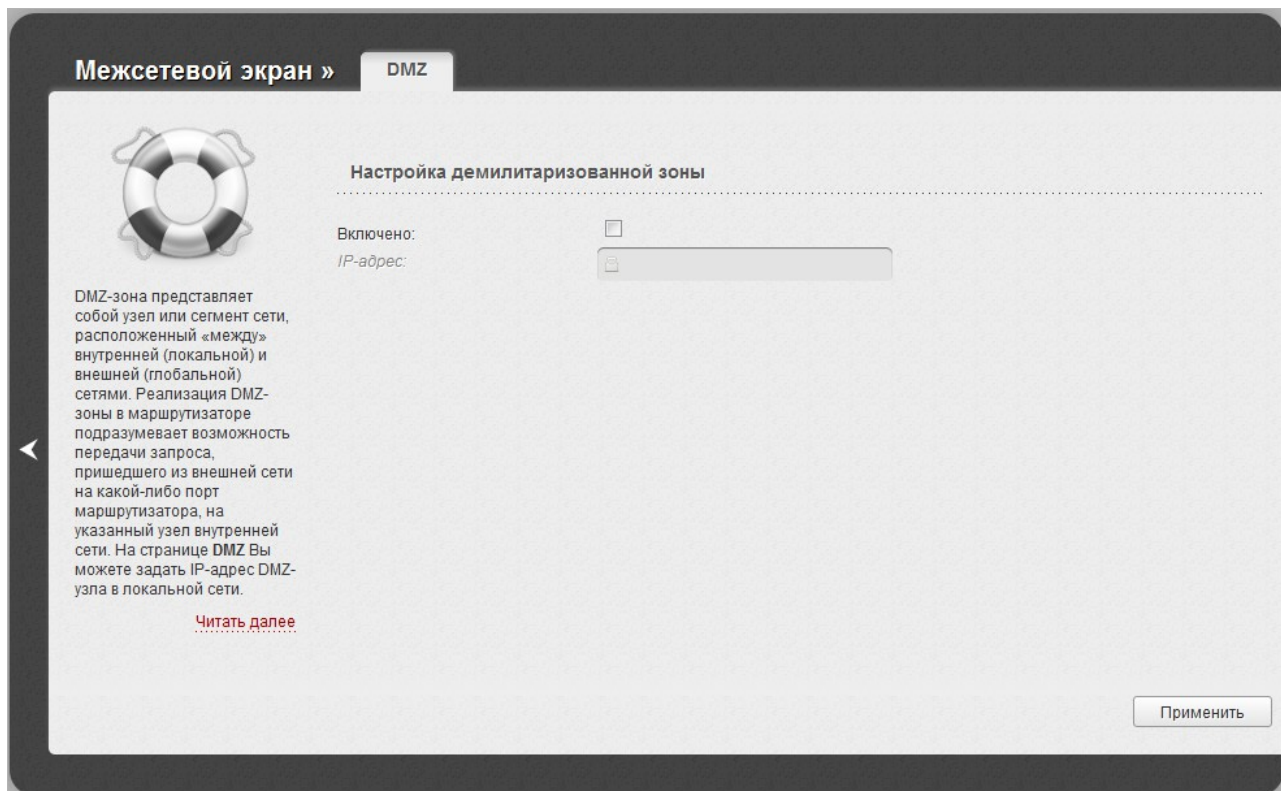 Межсетевой экран »
DMZ
Настройка демилитаризованной зоны
Включено:
IP-адрес:
DMZ-зона представляет
собой узел или сегмент сети,
расположенный «между»
внутренней (локальной) и
внешней (глобальной)
сетями. Реализация DMZ-
зоны в маршрутизаторе
подразумевает возможность
передачи запроса,
пришедшего из внешней сети
на какой-либо порт
маршрутизатора, на
указанный узел внутренней
сети. На странице DMZ Вы
можете задать IP-адрес DMZ-
узла в локальной сети.
Читать далее
Применить